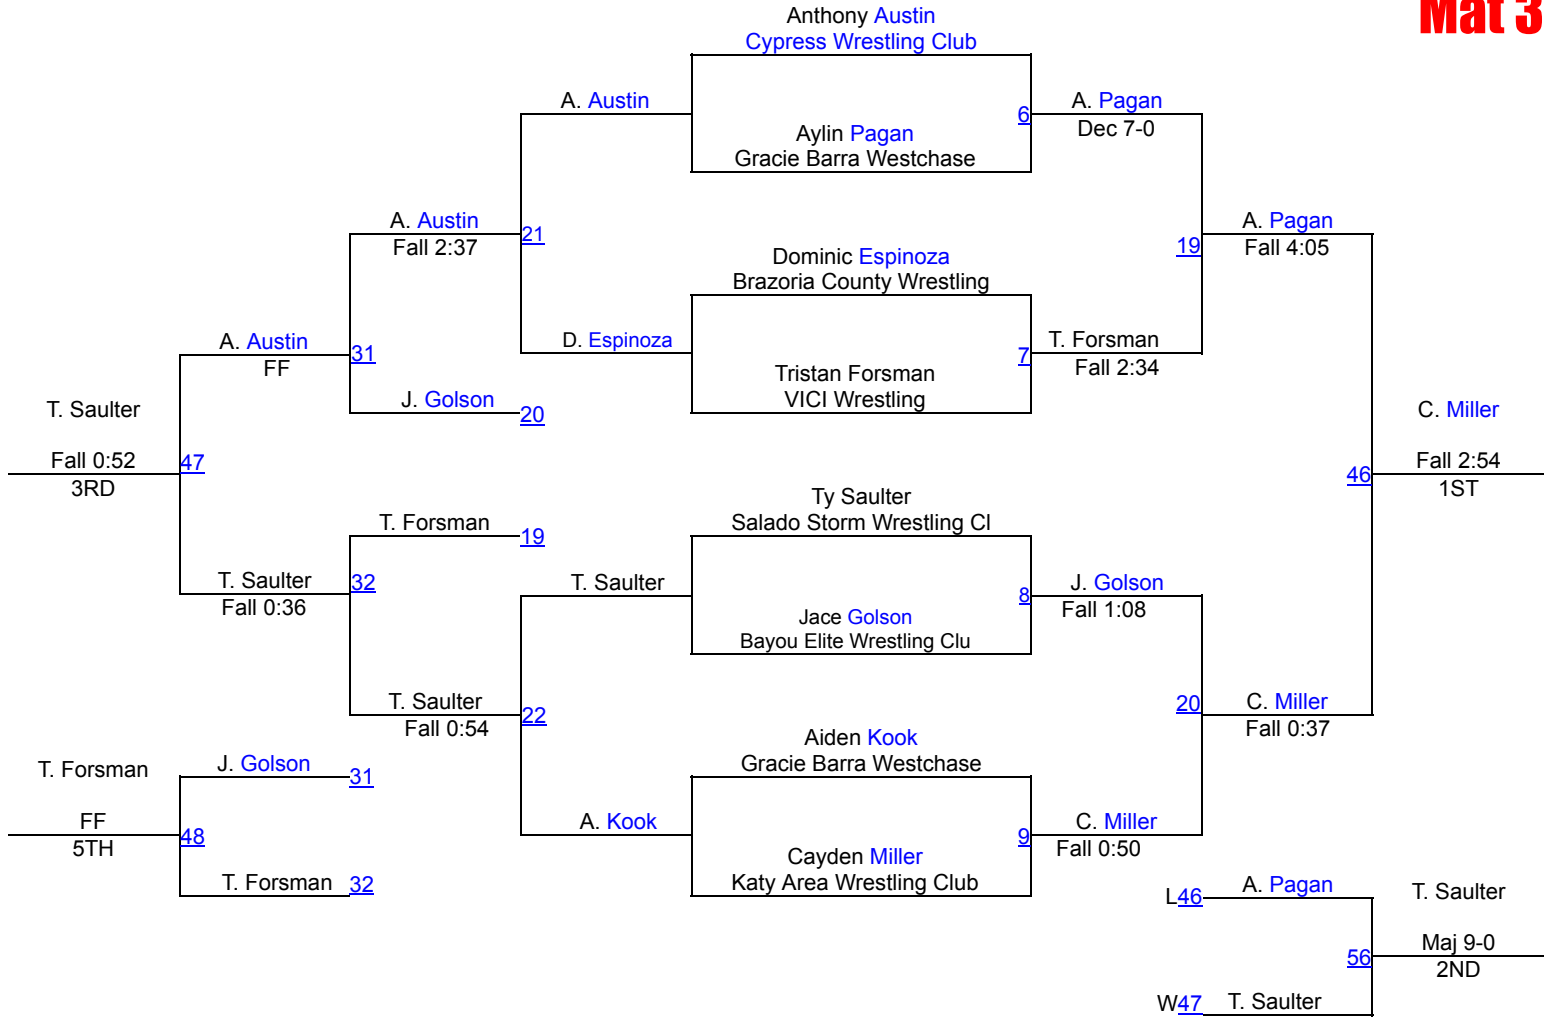 Mat 3
Anthony Austin
Cypress Wrestling Club
A. Austin
6
A. Pagan
Dec 7-0
Aylin Pagan
Gracie Barra Westchase
A. Austin
Fall 2:37
21
A. Pagan
Fall 4:05
19
Dominic Espinoza
Brazoria County Wrestling
A. Austin
FF
31
D. Espinoza
7
T. Forsman
Fall 2:34
Tristan Forsman
VICI Wrestling
J. Golson
20
T. Saulter
Fall 0:52
3RD
47
C. Miller
Fall 2:54
1ST
46
Ty Saulter
Salado Storm Wrestling Cl
T. Forsman
19
T. Saulter
Fall 0:36
32
T. Saulter
8
J. Golson
Fall 1:08
Jace Golson
Bayou Elite Wrestling Clu
T. Saulter
Fall 0:54
22
20
C. Miller
Fall 0:37
Aiden Kook
Gracie Barra Westchase
T. Forsman
FF
5TH
J. Golson
31
48
T. Forsman
32
A. Kook
9
C. Miller
Fall 0:50
Cayden Miller
Katy Area Wrestling Club
L46
A. Pagan
T. Saulter
Maj 9-0
2ND
56
W47
T. Saulter